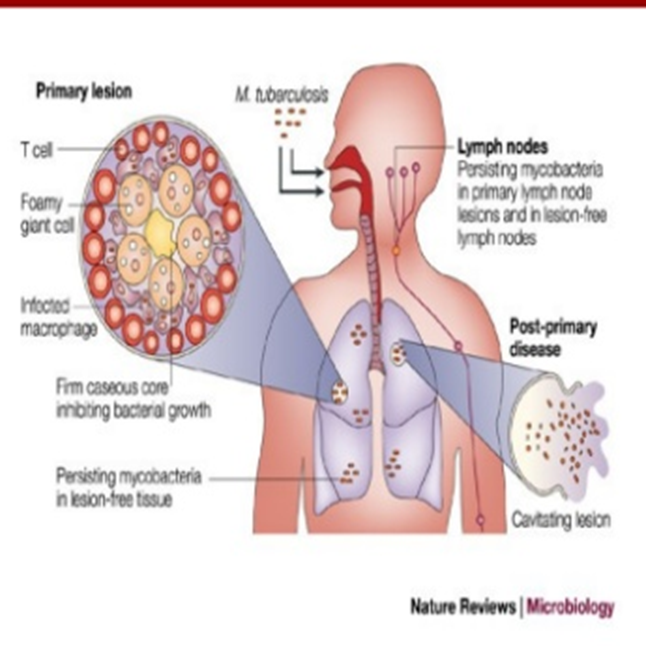 Primary lesion
M. tuberculosis
T cell
Foamy
giant cell
Infected
macrophage
Firm caseous core
inhibiting bacterial growth
Persisting mycobacteria
in lesion-free tissue
Lymph nodes
Persisting mycobacteria
in primary lymph node
lesions and in lesion-free
lymph nodes
Post-primary
disease
Cavitating lesion
Nature Reviews | Microbiology